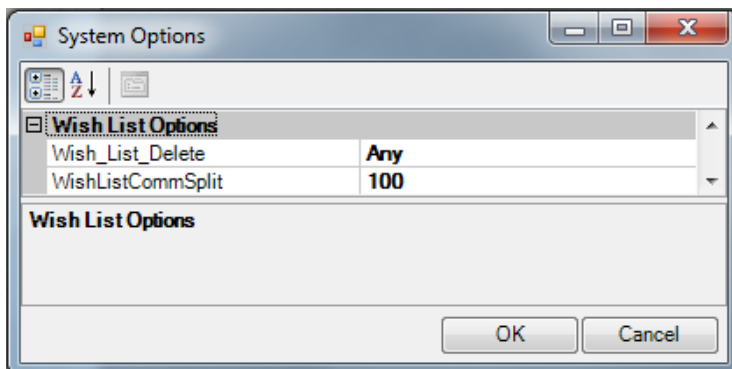 System Options
A
Z
Wish List Options
Wish_List_Delete Any
WishListCommSplit 100
Wish List Options
OK Cancel